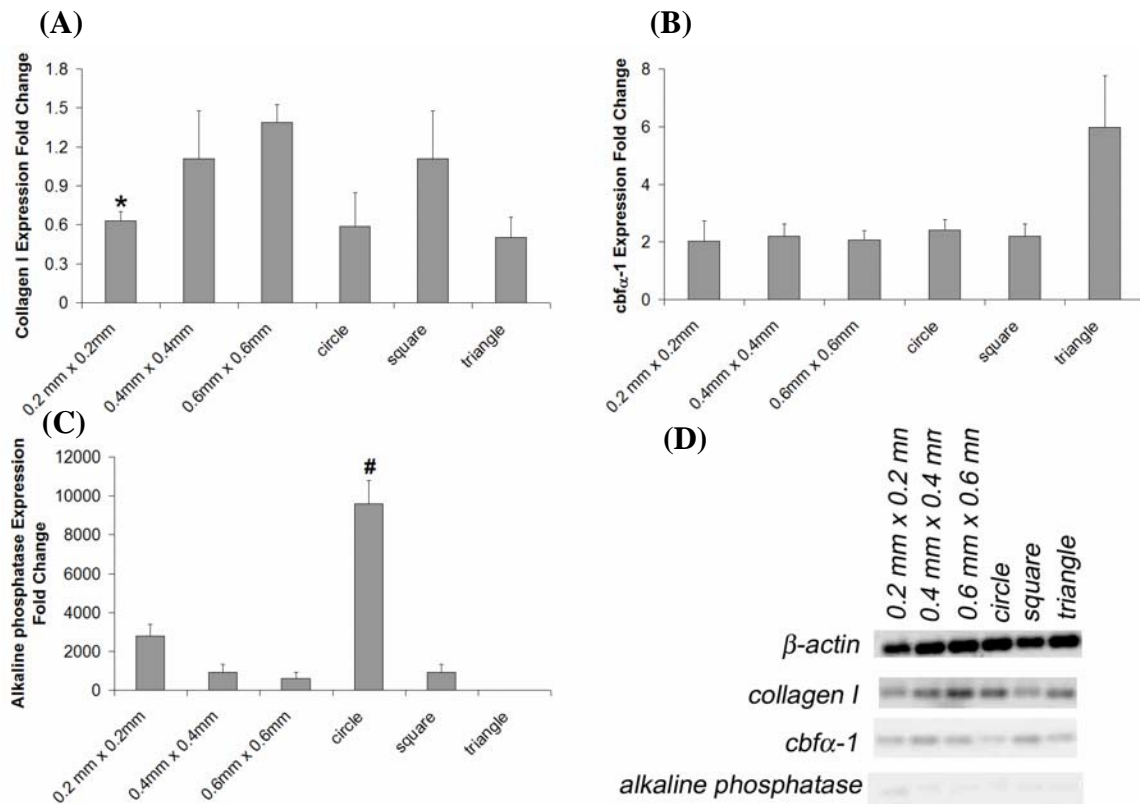 (A)
Collagen I Expression Fold Change
1.8
1.5
1.2
0.9
0.6
0.3
0
*
0.2 mm x 0.2mm
0.4mm x 0.4mm
0.6mm x 0.6mm
circle
square
triangle
(B)
cbfα-1 Expression Fold Change
8
6
4
2
0
0.2 mm x 0.2mm
0.4mm x 0.4mm
0.6mm x 0.6mm
circle
square
triangle
(C)
Alkaline phosphatase Expression
Fold Change
12000
10000
8000
6000
4000
2000
0
#
0.2 mm x 0.2mm
0.4mm x 0.4mm
0.6mm x 0.6mm
circle
square
triangle
(D)
0.2 mm x 0.2 mn
0.4 mm x 0.4 mn
0.6 mm x 0.6 mn
circle
square
triangle
β-actin
collagen I
cbfα-1
alkaline phosphatase